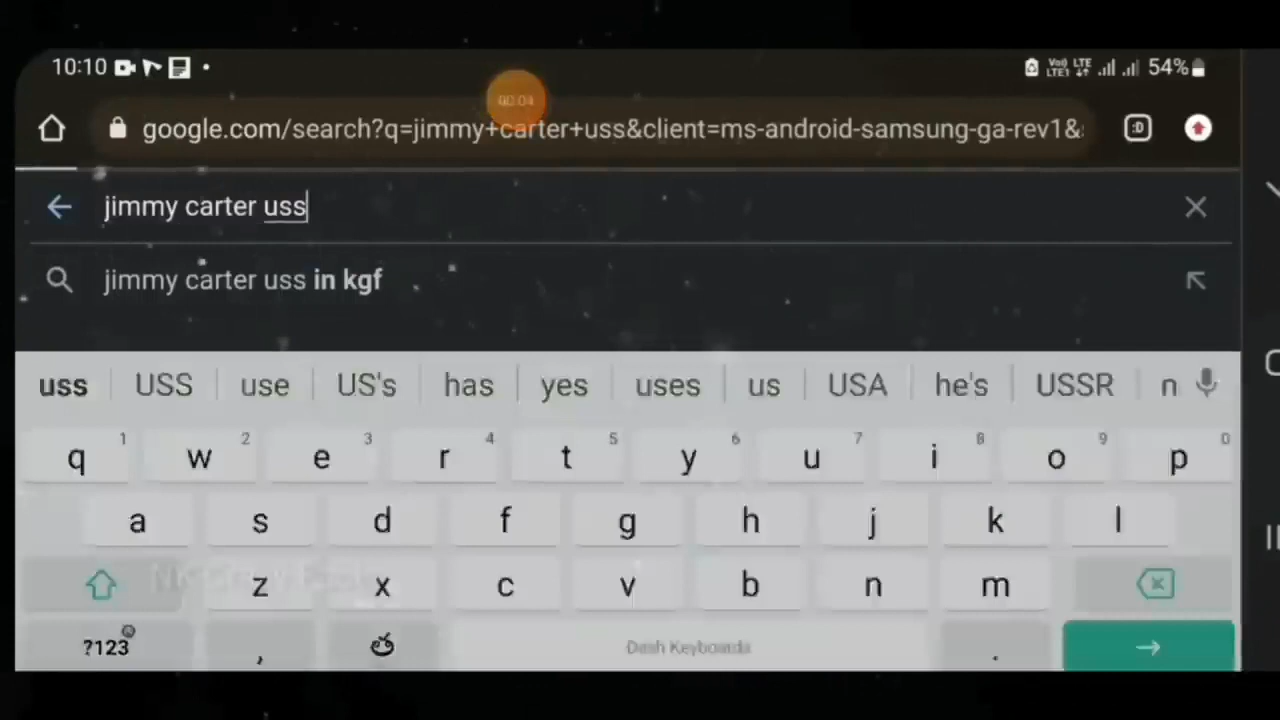 10:10 54%
00:04
google.com/search?q=jimmy+carter+uss&client=ms-android-samsung-ga-rev1&
:D
jimmy carter uss
jimmy carter uss in kgf
uss USS use US's has yes uses us USA he's USSR n
1 2 3 4 5 6 7 8 9 0
q w e r t y u i o p
a s d f g h j k l
z x c v b n m
?123 , Dash Keyboards .